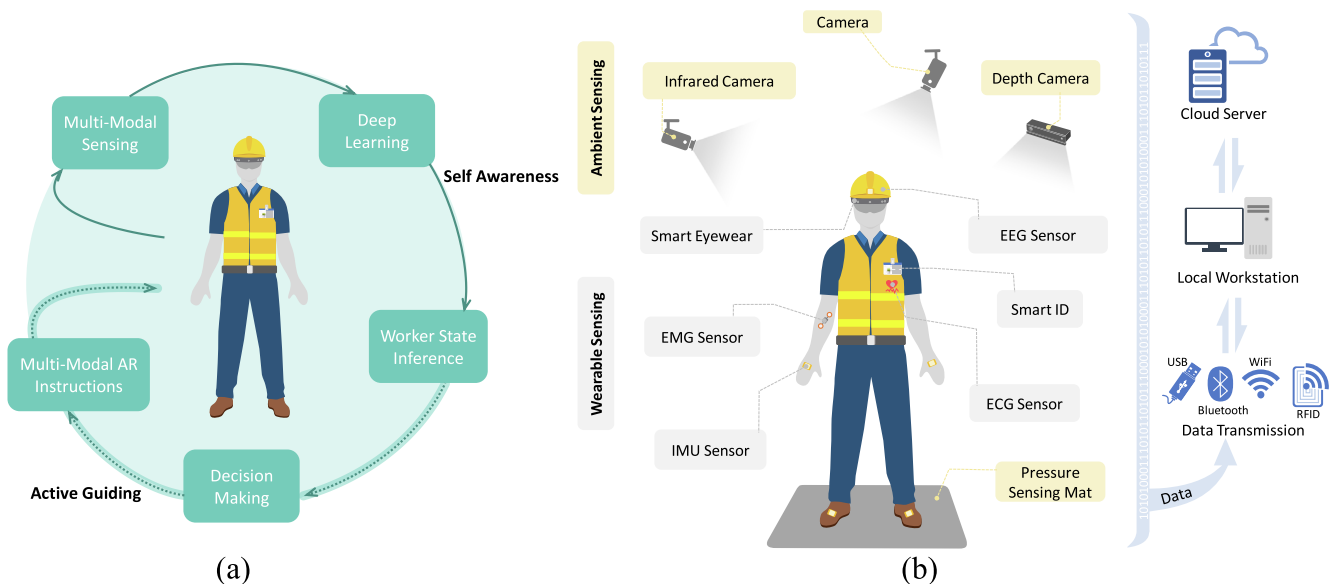 Multi-Modal
Sensing
Deep
Learning
Self Awareness
Worker State
Inference
Multi-Modal AR
Instructions
Decision
Making
Active Guiding
(a)
Ambient Sensing
Camera
Infrared Camera
Depth Camera
Wearable Sensing
Smart Eyewear
EEG Sensor
Smart ID
EMG Sensor
ECG Sensor
IMU Sensor
Pressure
Sensing Mat
(b)
Data
Cloud Server
Local Workstation
USB
Bluetooth
WiFi
RFID
Data Transmission